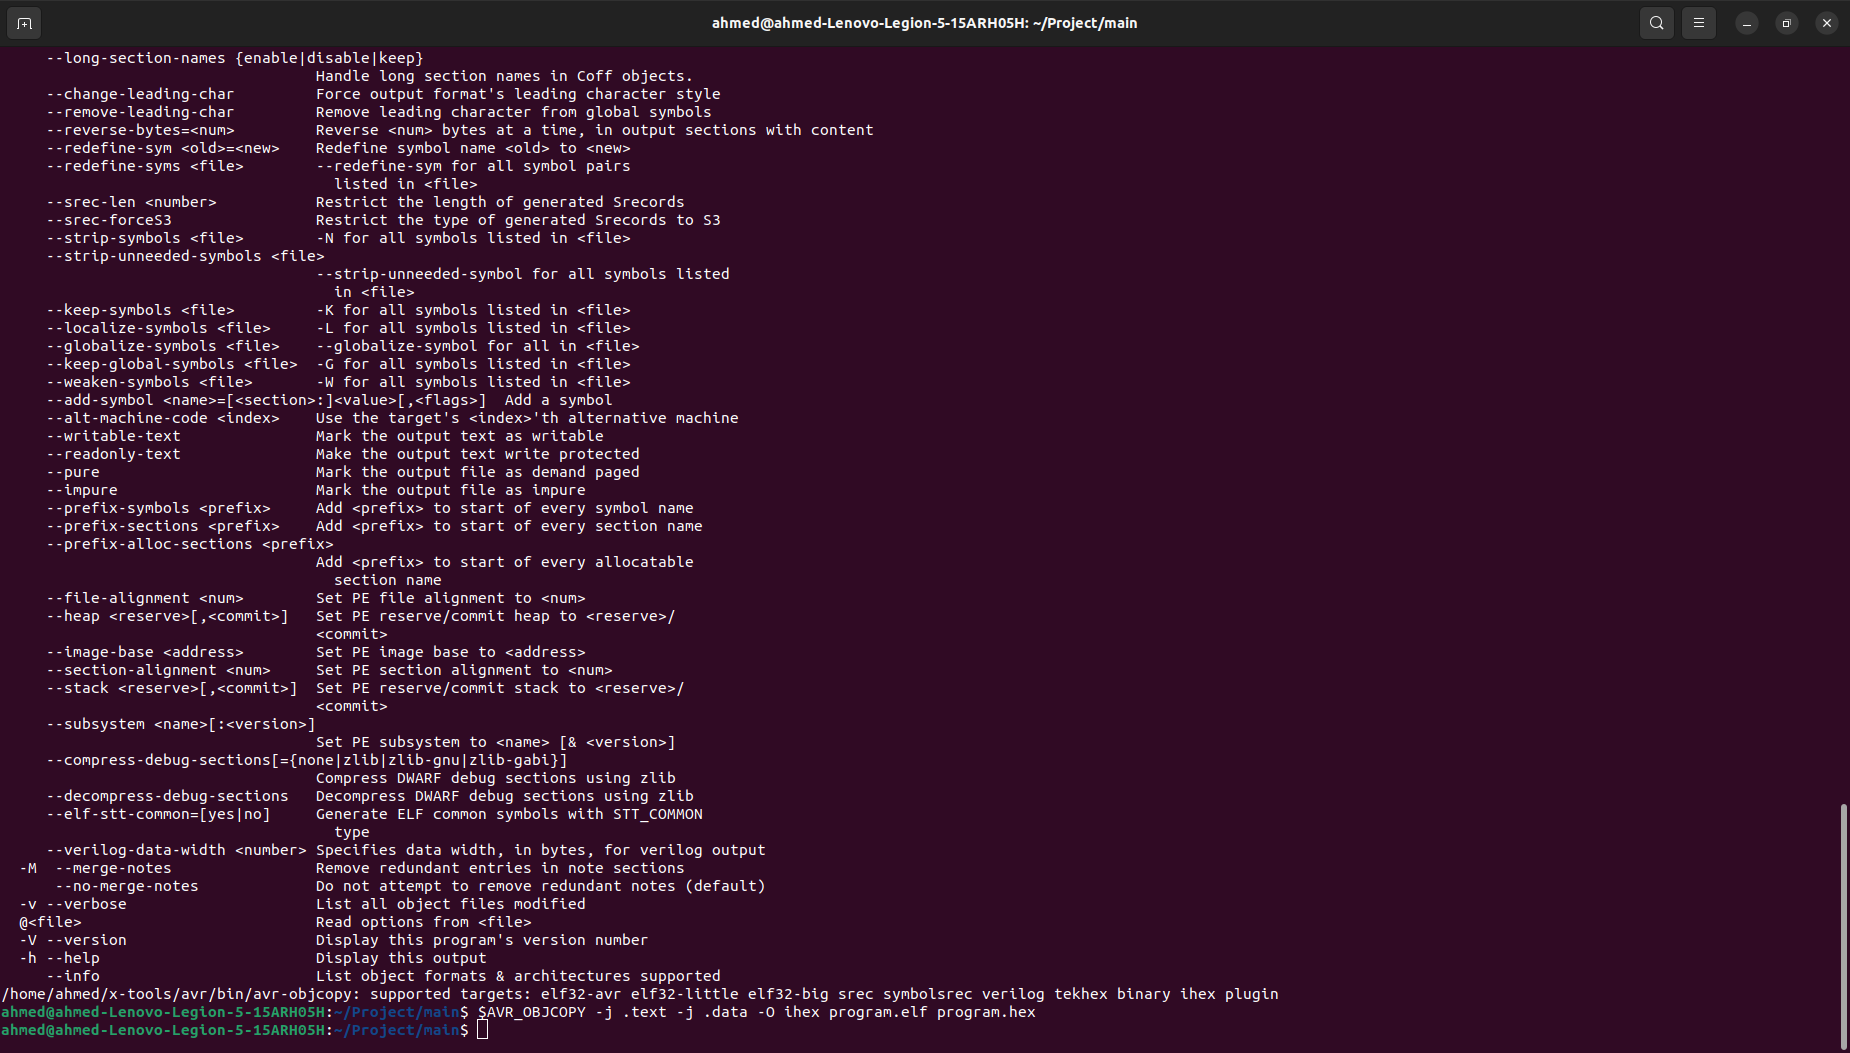 ahmed@ahmed-Lenovo-Legion-5-15ARH05H: ~/Project/main
--long-section-names {enable|disable|keep}
Handle long section names in Coff objects.
--change-leading-char Force output format's leading character style
--remove-leading-char Remove leading character from global symbols
--reverse-bytes=<num> Reverse <num> bytes at a time, in output sections with content
--redefine-sym <old>=<new> Redefine symbol name <old> to <new>
--redefine-syms <file> --redefine-sym for all symbol pairs
listed in <file>
--srec-len <number> Restrict the length of generated Srecords
--srec-forceS3 Restrict the type of generated Srecords to S3
--strip-symbols <file> -N for all symbols listed in <file>
--strip-unneeded-symbols <file>
--strip-unneeded-symbol for all symbols listed
in <file>
--keep-symbols <file> -K for all symbols listed in <file>
--localize-symbols <file> -L for all symbols listed in <file>
--globalize-symbols <file> --globalize-symbol for all in <file>
--keep-global-symbols <file> -G for all symbols listed in <file>
--weaken-symbols <file> -W for all symbols listed in <file>
--add-symbol <name>=[<section>:]<value>[,<flags>] Add a symbol
--alt-machine-code <index> Use the target's <index>'th alternative machine
--writable-text Mark the output text as writable
--readonly-text Make the output text write protected
--pure Mark the output file as demand paged
--impure Mark the output file as impure
--prefix-symbols <prefix> Add <prefix> to start of every symbol name
--prefix-sections <prefix> Add <prefix> to start of every section name
--prefix-alloc-sections <prefix>
Add <prefix> to start of every allocatable
section name
--file-alignment <num> Set PE file alignment to <num>
--heap <reserve>[,<commit>] Set PE reserve/commit heap to <reserve>/
<commit>
--image-base <address> Set PE image base to <address>
--section-alignment <num> Set PE section alignment to <num>
--stack <reserve>[,<commit>] Set PE reserve/commit stack to <reserve>/
<commit>
--subsystem <name>[:<version>]
Set PE subsystem to <name> [& <version>]
--compress-debug-sections[={none|zlib|zlib-gnu|zlib-gabi}]
Compress DWARF debug sections using zlib
--decompress-debug-sections Decompress DWARF debug sections using zlib
--elf-stt-common=[yes|no] Generate ELF common symbols with STT_COMMON
type
--verilog-data-width <number> Specifies data width, in bytes, for verilog output
-M --merge-notes Remove redundant entries in note sections
--no-merge-notes Do not attempt to remove redundant notes (default)
-v --verbose List all object files modified
@<file> Read options from <file>
-V --version Display this program's version number
-h --help Display this output
--info List object formats & architectures supported
/home/ahmed/x-tools/avr/bin/avr-objcopy: supported targets: elf32-avr elf32-little elf32-big srec symbolsrec verilog tekhex binary ihex plugin
ahmed@ahmed-Lenovo-Legion-5-15ARH05H:~/Project/main$ $AVR_OBJCOPY -j .text -j .data -O ihex program.elf program.hex
ahmed@ahmed-Lenovo-Legion-5-15ARH05H:~/Project/main$